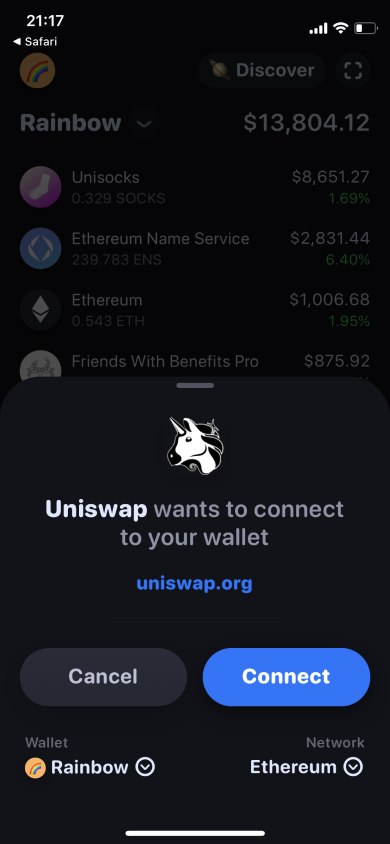 21:17
◀ Safari
Discover
Rainbow $13,804.12
Unisocks $8,651.27
0.329 SOCKS 1.69%
Ethereum Name Service $2,831.44
239.783 ENS 6.40%
Ethereum $1,006.68
0.543 ETH 1.95%
Friends With Benefits Pro $875.92
Uniswap wants to connect
to your wallet
uniswap.org
Cancel Connect
Wallet Network
Rainbow Ethereum